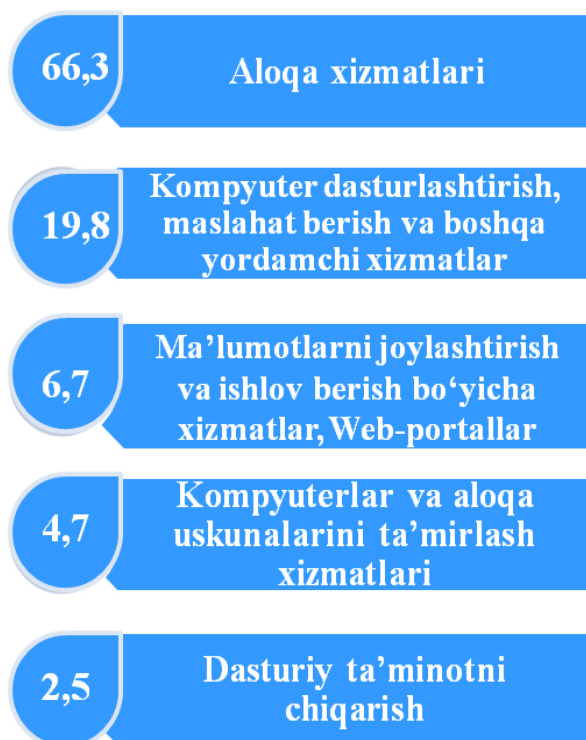 66,3
Aloqa xizmatlari
19,8
Kompyuter dasturlashtirish,
maslahat berish va boshqa
yordamchi xizmatlar
6,7
Ma’lumotlarni joylashtirish
va ishlov berish bo‘yicha
xizmatlar, Web-portallar
4,7
Kompyuterlar va aloqa
uskunalarini ta’mirlash
xizmatlari
2,5
Dasturiy ta’minotni
chiqarish